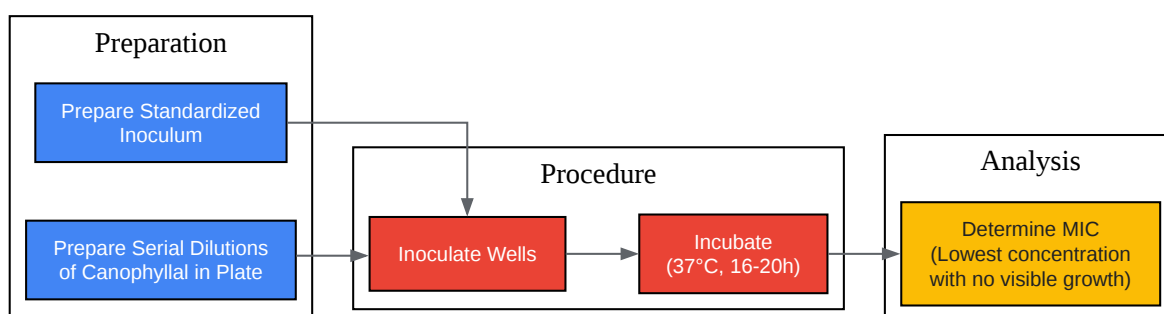 Preparation
Prepare Standardized
Inoculum
Prepare Serial Dilutions
of Canophyllal in Plate
Procedure
Inoculate Wells
Incubate
(37°C, 16-20h)
Analysis
Determine MIC
(Lowest concentration
with no visible growth)